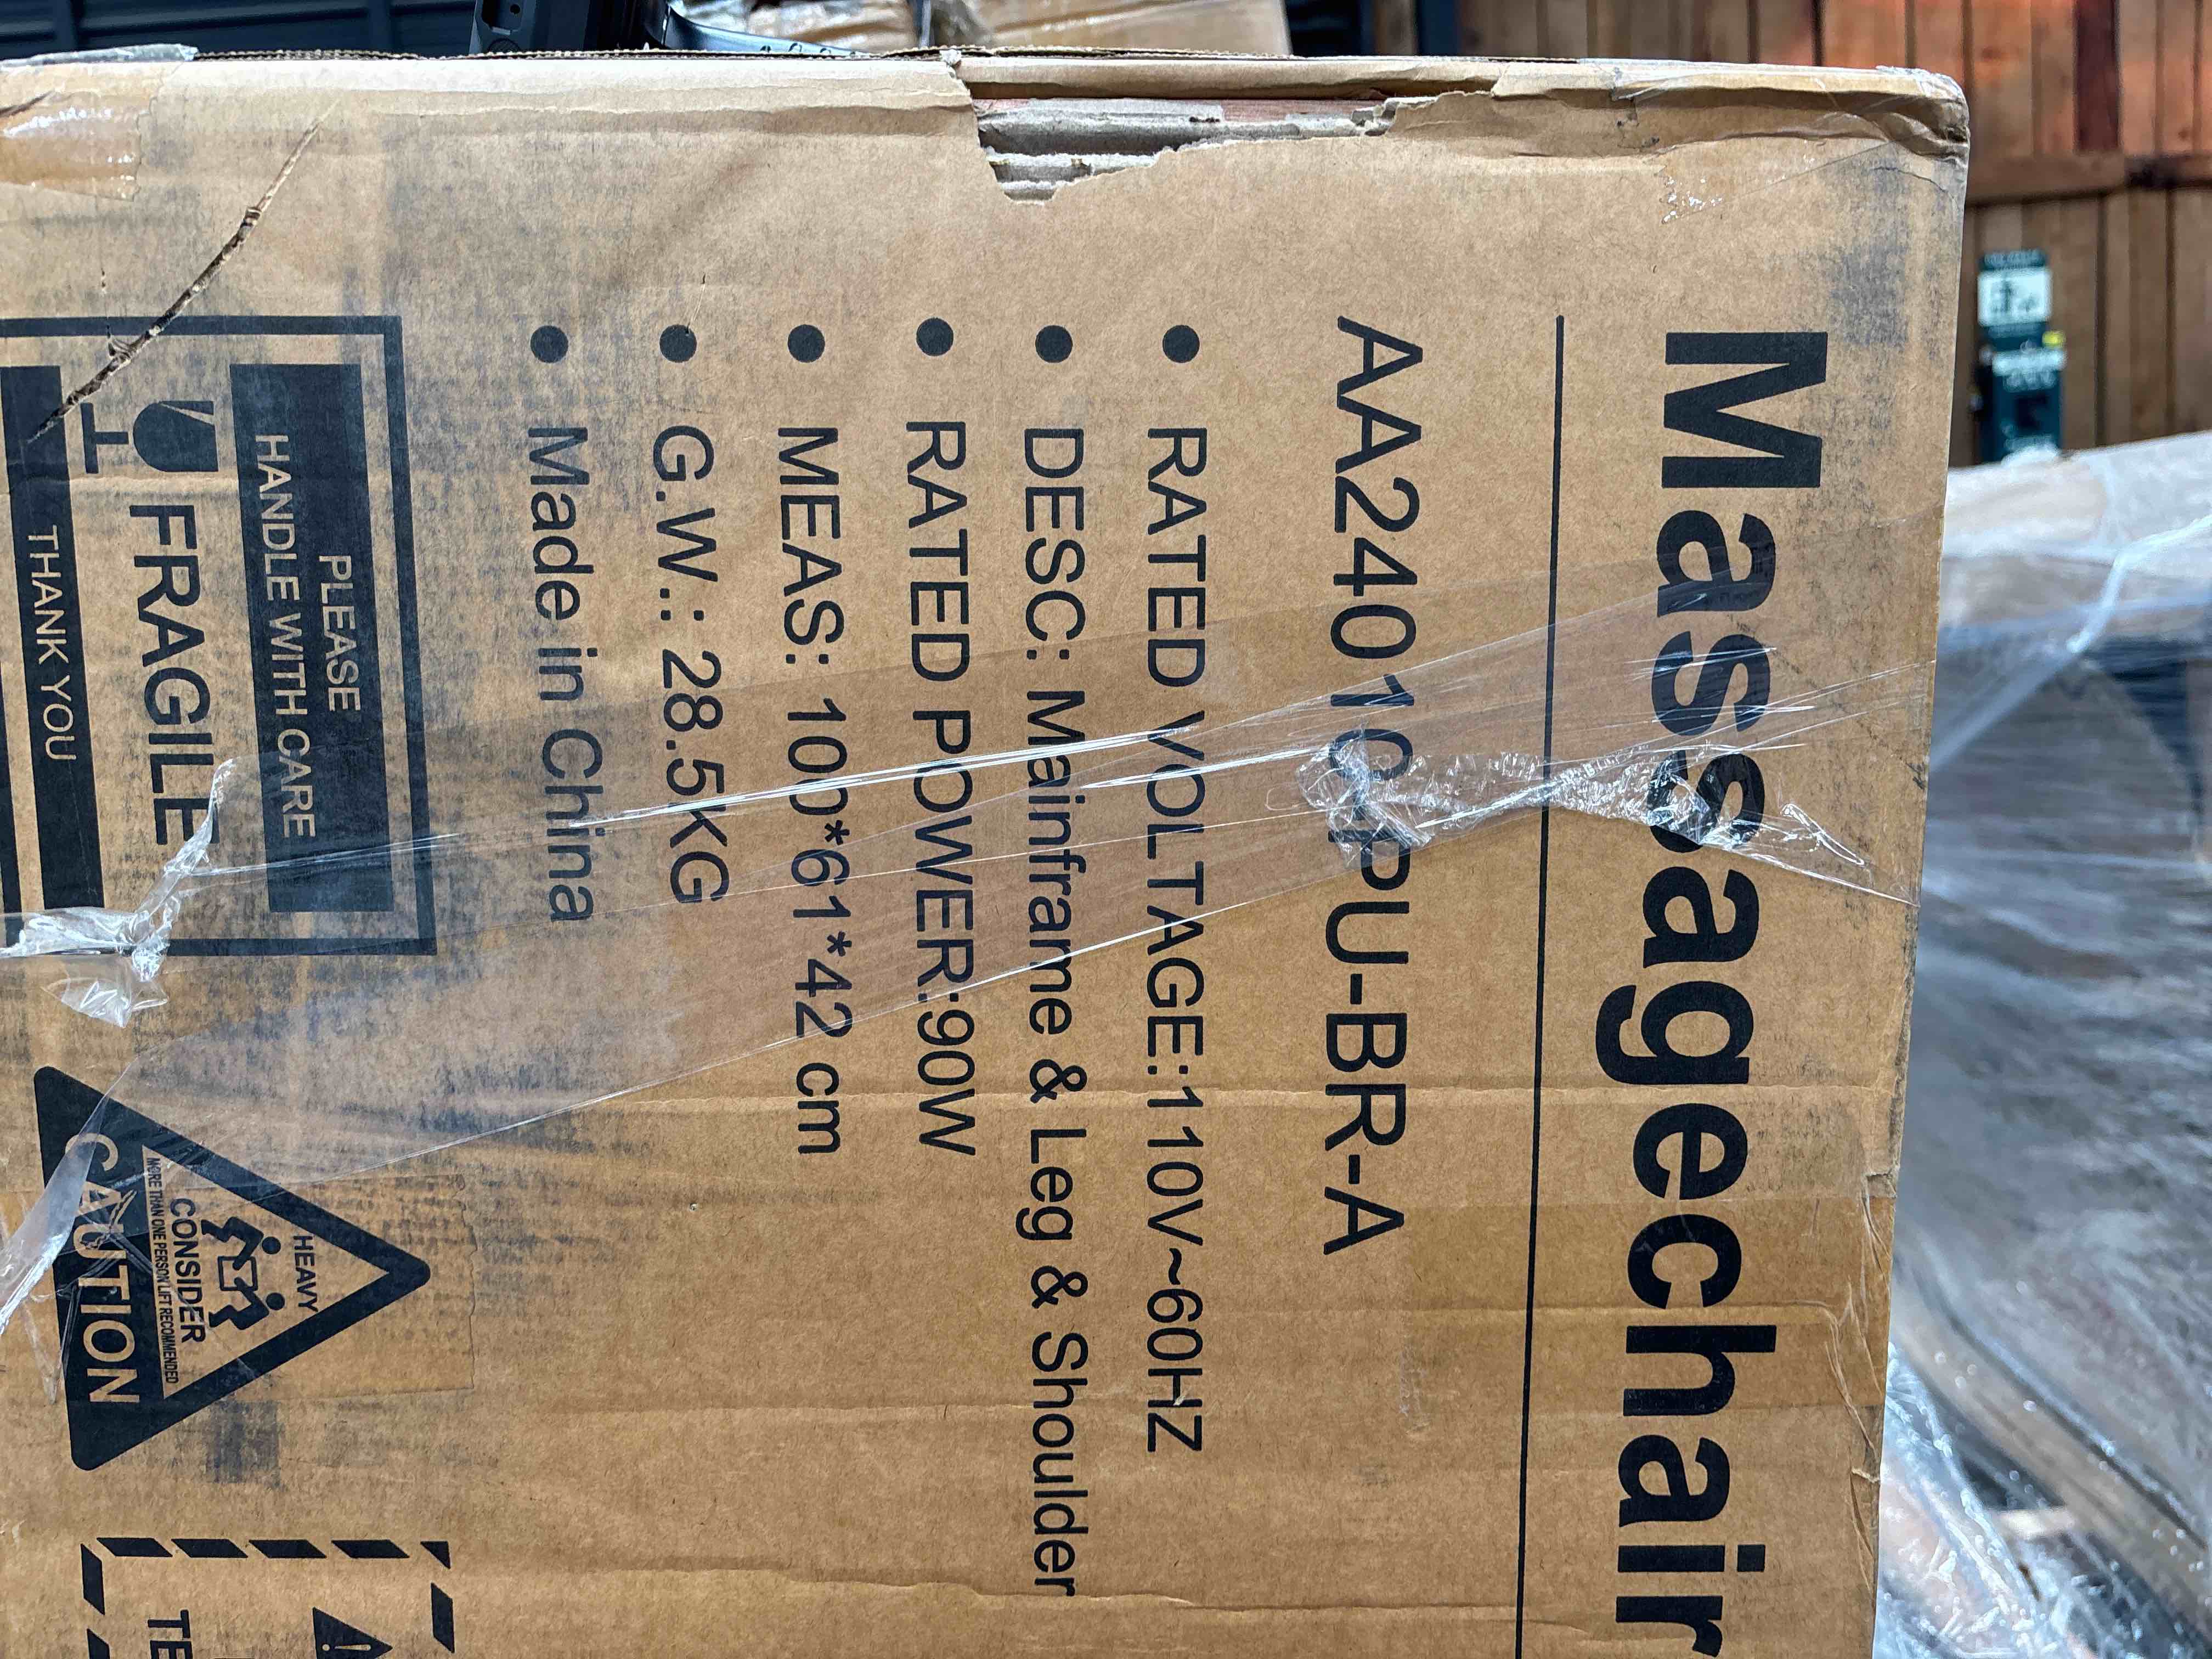 Massagechair
AA24010-PU-BR-A
● RATED VOLTAGE:110V~60HZ
● DESC: Mainframe & Leg & Shoulder
● RATED POWER:90W
● MEAS: 100*61*42 cm
● G.W.: 28.5KG
● Made in China
PLEASE
HANDLE WITH CARE
FRAGILE
THANK YOU
HEAVY
CONSIDER
MORE THAN ONE PERSON LIFT RECOMMENDED
CAUTION